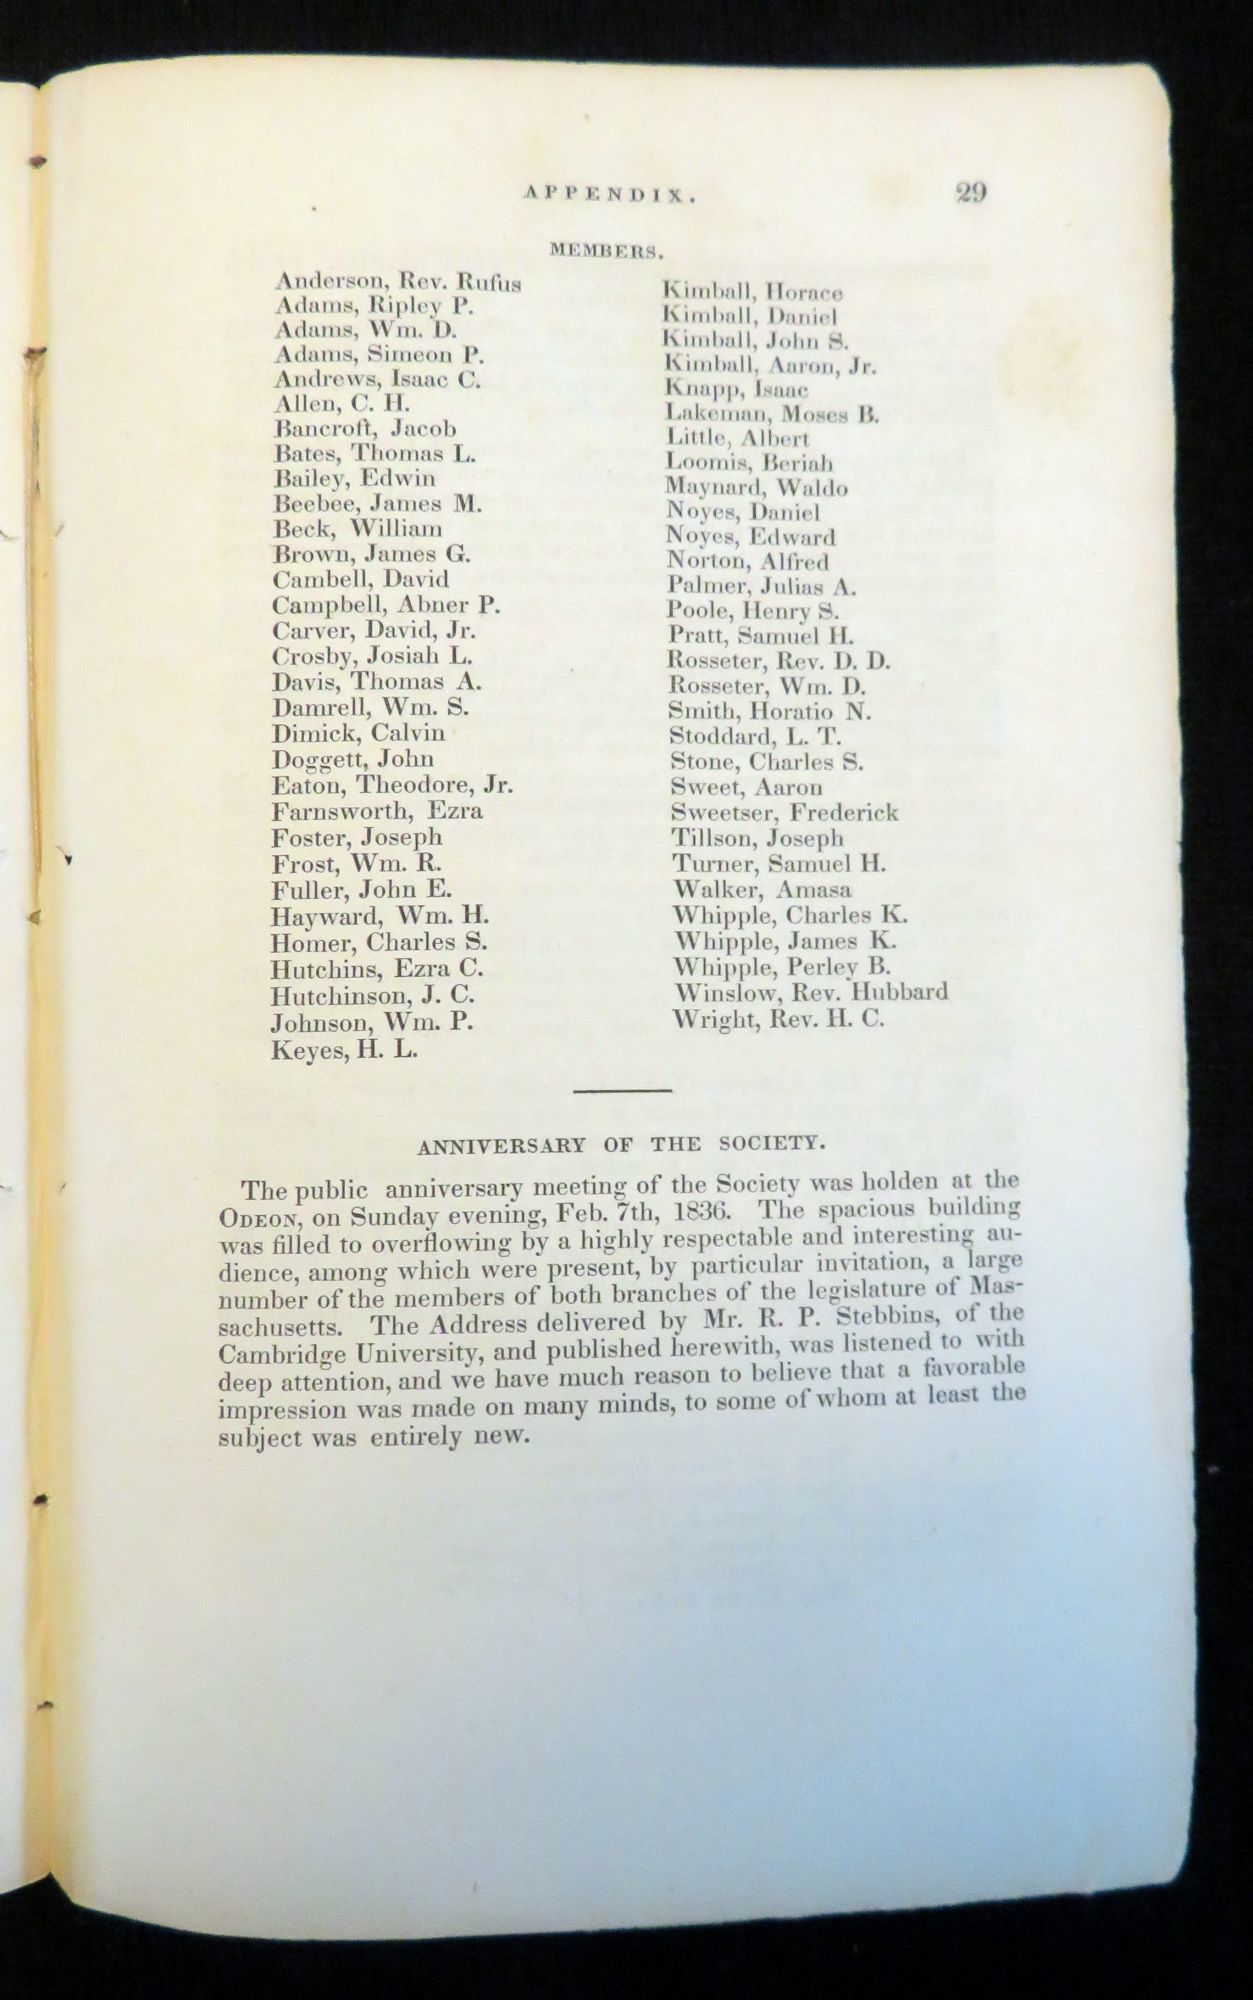 APPENDIX.
29
MEMBERS.
Anderson, Rev. Rufus
Adams, Ripley P.
Adams, Wm. D.
Adams, Simeon P.
Andrews, Isaac C.
Allen, C. H.
Bancroft, Jacob
Bates, Thomas L.
Bailey, Edwin
Beebee, James M.
Beck, William
Brown, James G.
Cambell, David
Campbell, Abner P.
Carver, David, Jr.
Crosby, Josiah L.
Davis, Thomas A.
Damrell, Wm. S.
Dimick, Calvin
Doggett, John
Eaton, Theodore, Jr.
Farnsworth, Ezra
Foster, Joseph
Frost, Wm. R.
Fuller, John E.
Hayward, Wm. H.
Homer, Charles S.
Hutchins, Ezra C.
Hutchinson, J. C.
Johnson, Wm. P.
Keyes, H. L.
Kimball, Horace
Kimball, Daniel
Kimball, John S.
Kimball, Aaron, Jr.
Knapp, Isaac
Lakeman, Moses B.
Little, Albert
Loomis, Beriah
Maynard, Waldo
Noyes, Daniel
Noyes, Edward
Norton, Alfred
Palmer, Julias A.
Poole, Henry S.
Pratt, Samuel H.
Rosseter, Rev. D. D.
Rosseter, Wm. D.
Smith, Horatio N.
Stoddard, L. T.
Stone, Charles S.
Sweet, Aaron
Sweetser, Frederick
Tillson, Joseph
Turner, Samuel H.
Walker, Amasa
Whipple, Charles K.
Whipple, James K.
Whipple, Perley B.
Winslow, Rev. Hubbard
Wright, Rev. H. C.
ANNIVERSARY OF THE SOCIETY.
The public anniversary meeting of the Society was holden at the
ODEON, on Sunday evening, Feb. 7th, 1836. The spacious building
was filled to overflowing by a highly respectable and interesting au-
dience, among which were present, by particular invitation, a large
number of the members of both branches of the legislature of Mas-
sachusetts. The Address delivered by Mr. R. P. Stebbins, of the
Cambridge University, and published herewith, was listened to with
deep attention, and we have much reason to believe that a favorable
impression was made on many minds, to some of whom at least the
subject was entirely new.